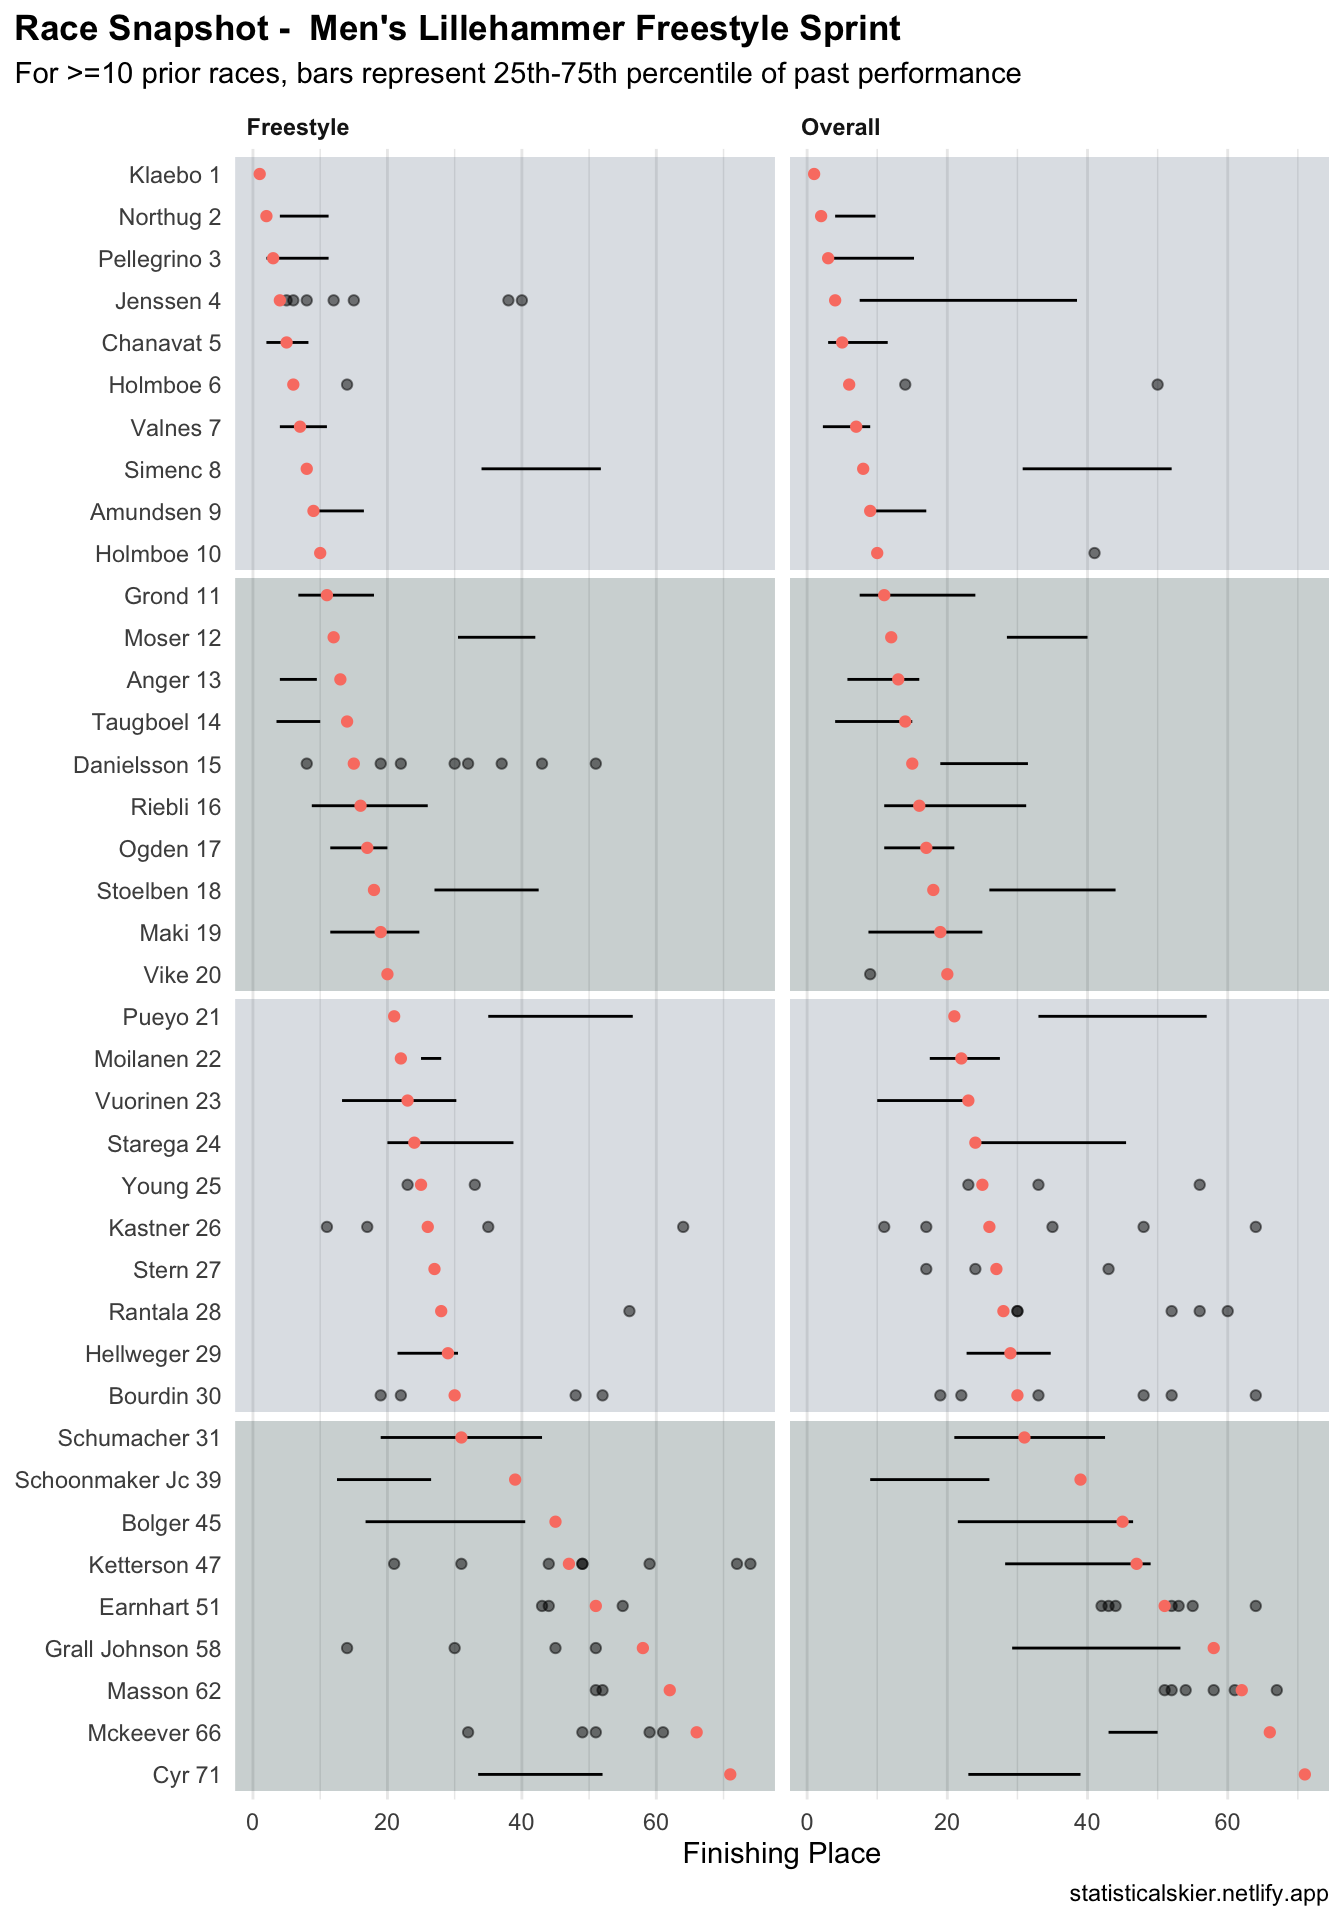 Race Snapshot -  Men's Lillehammer Freestyle Sprint
For >=10 prior races, bars represent 25th-75th percentile of past performance
Freestyle Overall
Klaebo 1
Northug 2
Pellegrino 3
Jenssen 4
Chanavat 5
Holmboe 6
Valnes 7
Simenc 8
Amundsen 9
Holmboe 10
Grond 11
Moser 12
Anger 13
Taugboel 14
Danielsson 15
Riebli 16
Ogden 17
Stoelben 18
Maki 19
Vike 20
Pueyo 21
Moilanen 22
Vuorinen 23
Starega 24
Young 25
Kastner 26
Stern 27
Rantala 28
Hellweger 29
Bourdin 30
Schumacher 31
Schoonmaker Jc 39
Bolger 45
Ketterson 47
Earnhart 51
Grall Johnson 58
Masson 62
Mckeever 66
Cyr 71
0 20 40 60 0 20 40 60
Finishing Place
statisticalskier.netlify.app